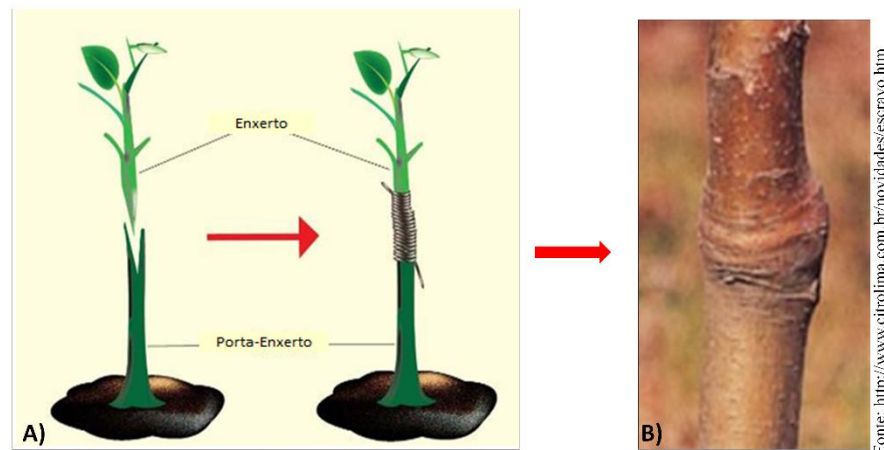 Enxerto
Porta-Enxerto
A)
B)
Fonte: http://www.citrolima.com.br/novidades/escravo.htm